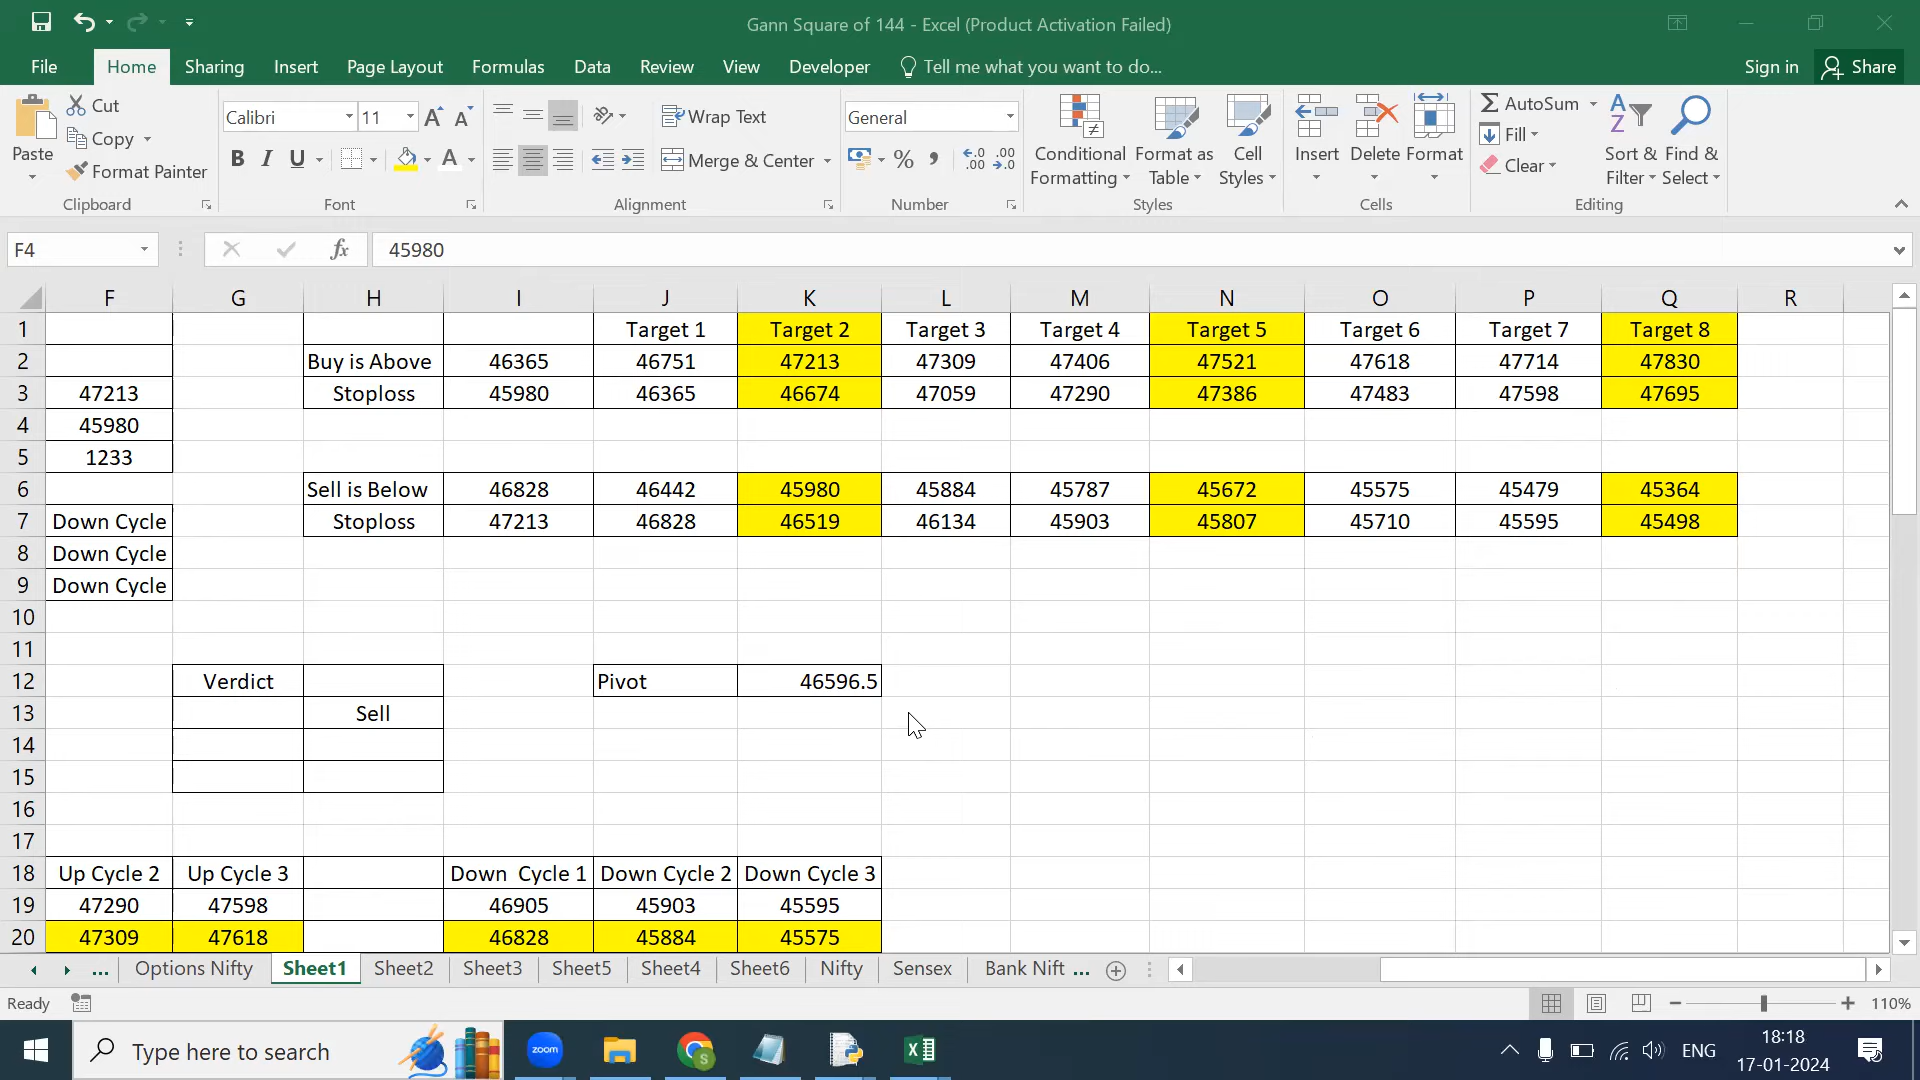 Gann Square of 144 - Excel (Product Activation Failed)
File Home Sharing Insert Page Layout Formulas Data Review View Developer Tell me what you want to do... Sign in Share
Paste Cut Copy Format Painter Clipboard
Calibri 11 A A B I U A Font
Wrap Text Merge & Center Alignment
General % , .0 .00 .00 .0 Number
Conditional Formatting Format as Table Cell Styles Styles
Insert Delete Format Cells
AutoSum Fill Clear A Z Sort & Filter Find & Select Editing
F4 fx 45980
F G H I J K L M N O P Q R
1 Target 1 Target 2 Target 3 Target 4 Target 5 Target 6 Target 7 Target 8
2 Buy is Above 46365 46751 47213 47309 47406 47521 47618 47714 47830
3 47213 Stoploss 45980 46365 46674 47059 47290 47386 47483 47598 47695
4 45980
5 1233
6 Sell is Below 46828 46442 45980 45884 45787 45672 45575 45479 45364
7 Down Cycle Stoploss 47213 46828 46519 46134 45903 45807 45710 45595 45498
8 Down Cycle
9 Down Cycle
10
11
12 Verdict Pivot 46596.5
13 Sell
14
15
16
17
18 Up Cycle 2 Up Cycle 3 Down Cycle 1 Down Cycle 2 Down Cycle 3
19 47290 47598 46905 45903 45595
20 47309 47618 46828 45884 45575
... Options Nifty Sheet1 Sheet2 Sheet3 Sheet5 Sheet4 Sheet6 Nifty Sensex Bank Nift ...
Ready 110%
Type here to search zoom S ENG 18:18
17-01-2024